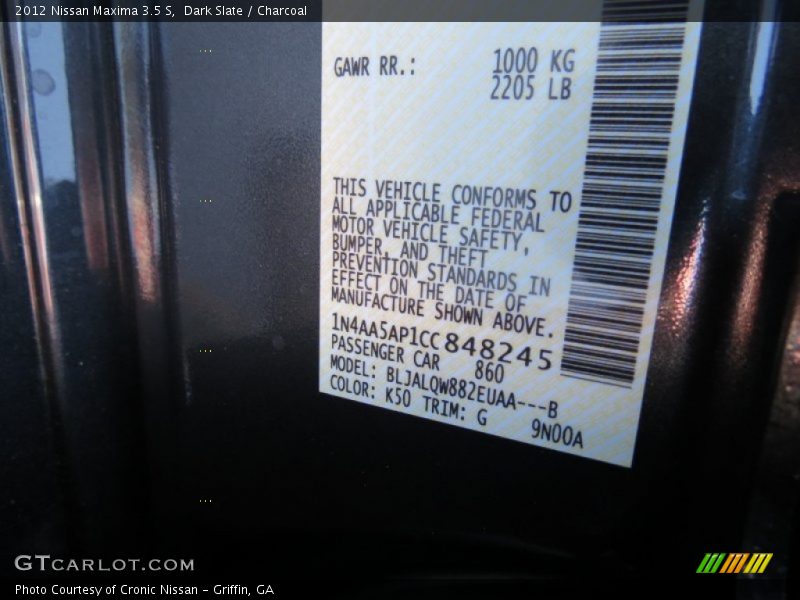 2012 Nissan Maxima 3.5 S, Dark Slate / Charcoal
GAWR RR.: 1000 KG
2205 LB
THIS VEHICLE CONFORMS TO
ALL APPLICABLE FEDERAL
MOTOR VEHICLE SAFETY,
BUMPER, AND THEFT
PREVENTION STANDARDS IN
EFFECT ON THE DATE OF
MANUFACTURE SHOWN ABOVE.
1N4AA5AP1CC848245
PASSENGER CAR 860
MODEL: BLJALQW882EUAA---B
COLOR: K50 TRIM: G 9N00A
GTCARLOT.COM
Photo Courtesy of Cronic Nissan - Griffin, GA